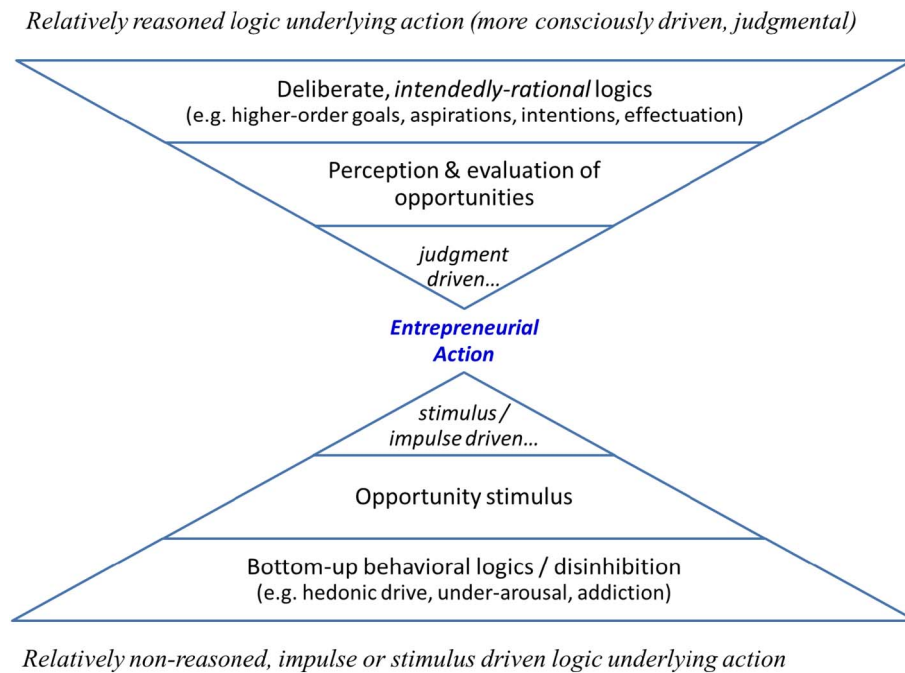 Relatively reasoned logic underlying action (more consciously driven, judgmental)
Deliberate, intendedly-rational logics
(e.g. higher-order goals, aspirations, intentions, effectuation)
Perception & evaluation of
opportunities
judgment
driven...
Entrepreneurial
Action
stimulus /
impulse driven...
Opportunity stimulus
Bottom-up behavioral logics / disinhibition
(e.g. hedonic drive, under-arousal, addiction)
Relatively non-reasoned, impulse or stimulus driven logic underlying action